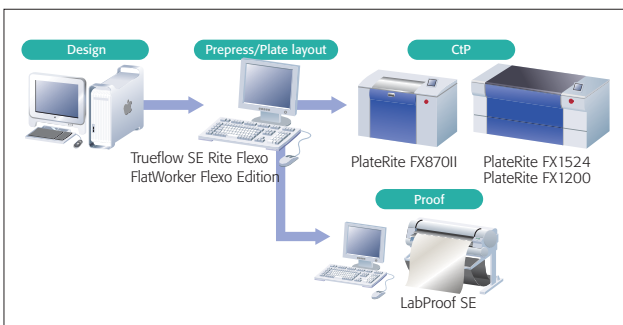 Design
Prepress/Plate layout
CtP
Trueflow SE Rite Flexo
FlatWorker Flexo Edition
PlateRite FX870II
PlateRite FX1524
PlateRite FX1200
Proof
LabProof SE